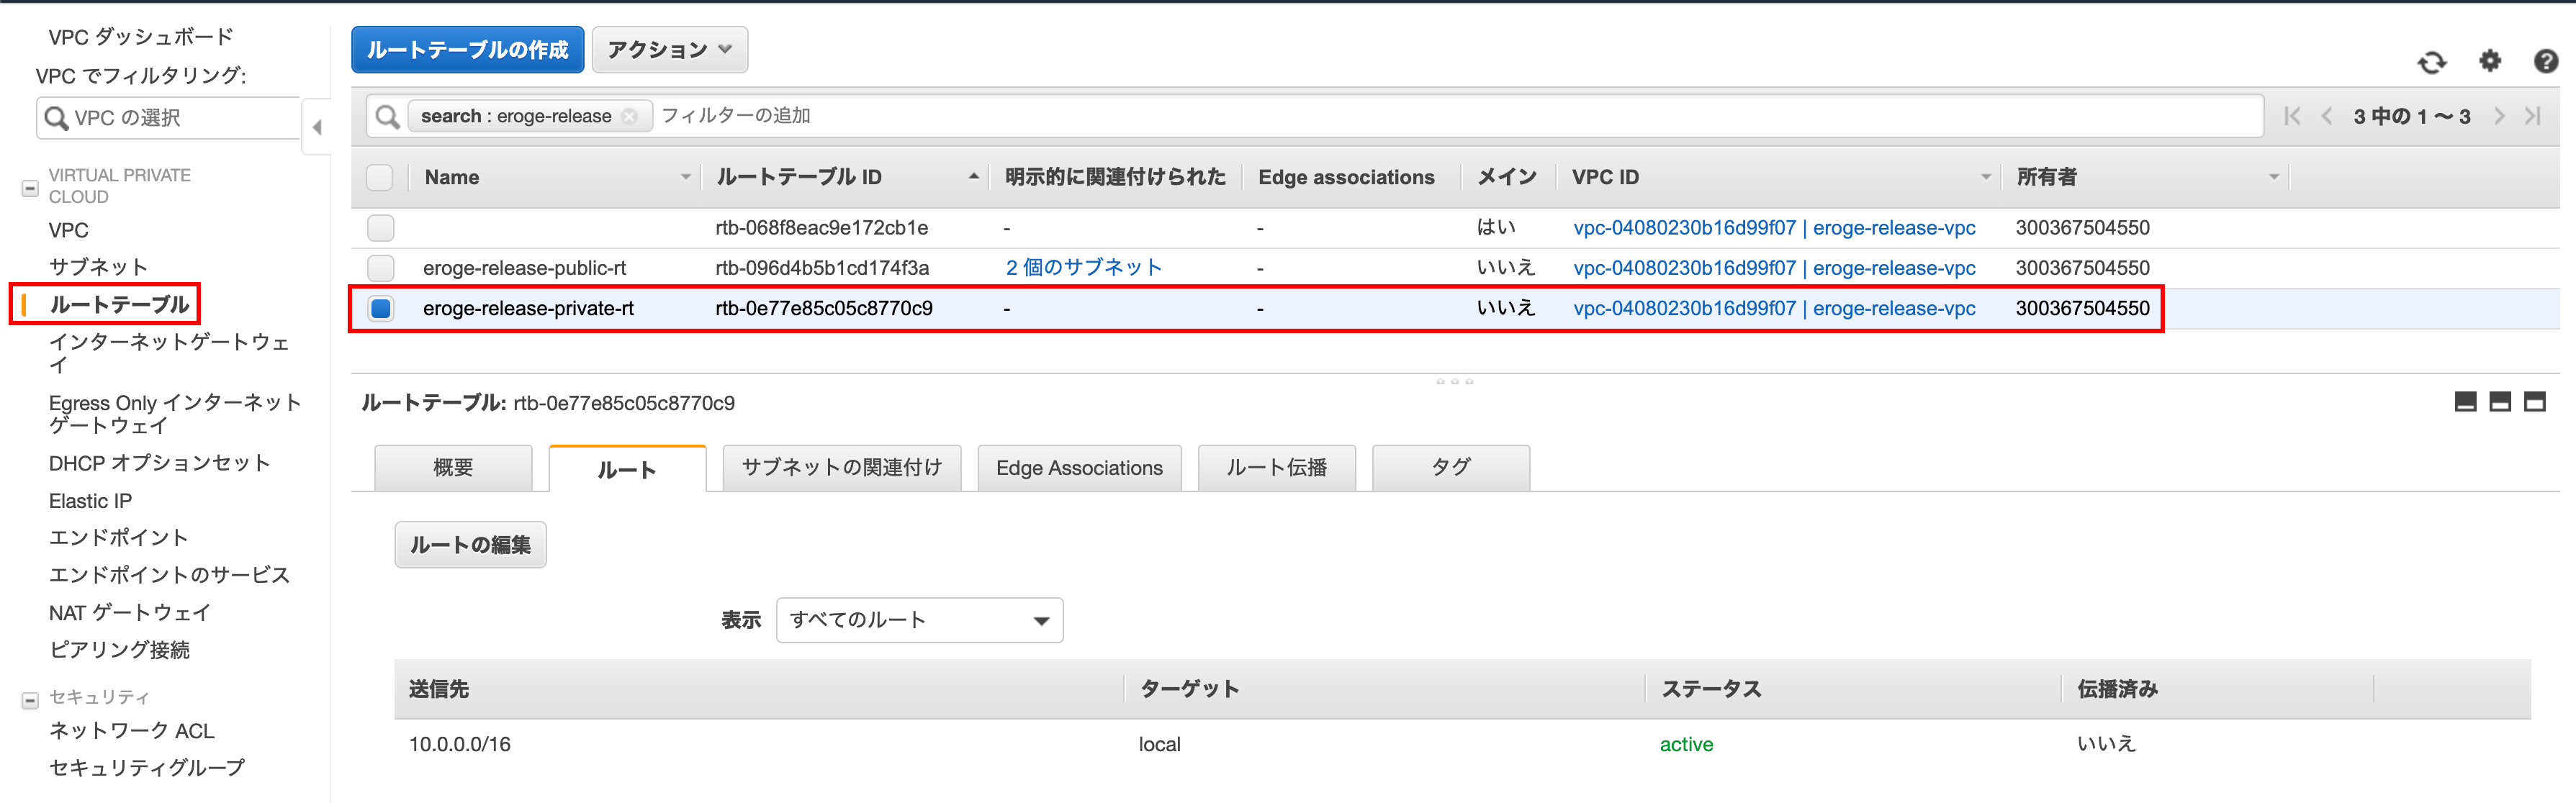 VPC ダッシュボード
VPC でフィルタリング:
VPC の選択
VIRTUAL PRIVATE
CLOUD
VPC
サブネット
ルートテーブル
インターネットゲートウェ
イ
Egress Only インターネット
ゲートウェイ
DHCP オプションセット
Elastic IP
エンドポイント
エンドポイントのサービス
NAT ゲートウェイ
ピアリング接続
セキュリティ
ネットワーク ACL
セキュリティグループ
ルートテーブルの作成 アクション
search : eroge-release フィルターの追加 3 中の 1 〜 3
Name ルートテーブル ID 明示的に関連付けられた Edge associations メイン VPC ID 所有者
rtb-068f8eac9e172cb1e - - はい vpc-04080230b16d99f07 | eroge-release-vpc 300367504550
eroge-release-public-rt rtb-096d4b5b1cd174f3a 2 個のサブネット - いいえ vpc-04080230b16d99f07 | eroge-release-vpc 300367504550
eroge-release-private-rt rtb-0e77e85c05c8770c9 - - いいえ vpc-04080230b16d99f07 | eroge-release-vpc 300367504550
ルートテーブル: rtb-0e77e85c05c8770c9
概要 ルート サブネットの関連付け Edge Associations ルート伝播 タグ
ルートの編集
表示 すべてのルート
送信先 ターゲット ステータス 伝播済み
10.0.0.0/16 local active いいえ